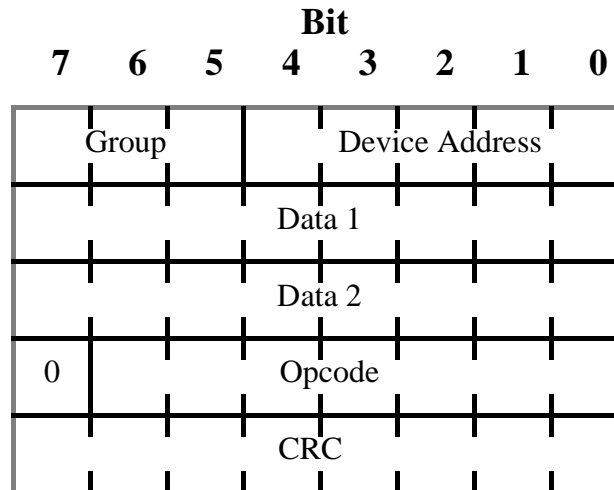 Bit
7 6 5 4 3 2 1 0
Group Device Address
Data 1
Data 2
0 Opcode
CRC